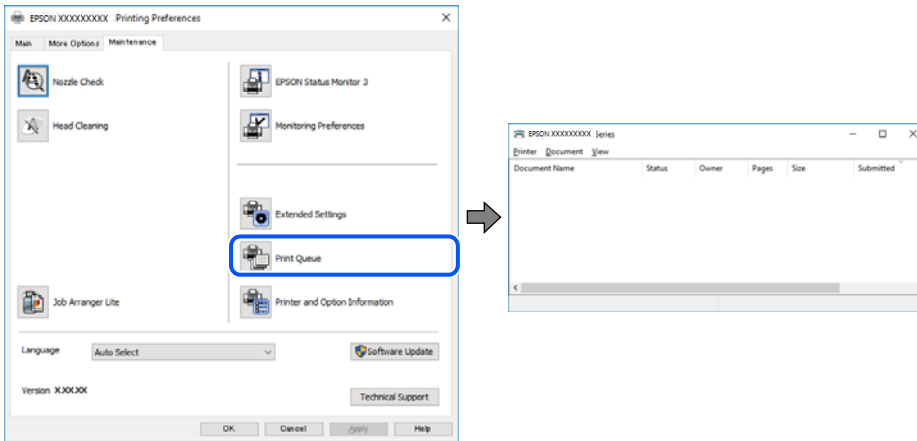 EPSON XXXXXXXXX Printing Preferences
Main More Options Maintenance
Nozzle Check
EPSON Status Monitor 3
Head Cleaning
Monitoring Preferences
Extended Settings
Print Queue
Job Arranger Lite
Printer and Option Information
Language Auto Select Software Update
Version X.XX.XX
Technical Support
OK Cancel Apply Help
EPSON XXXXXXXXX Series
Printer Document View
Document Name Status Owner Pages Size Submitted